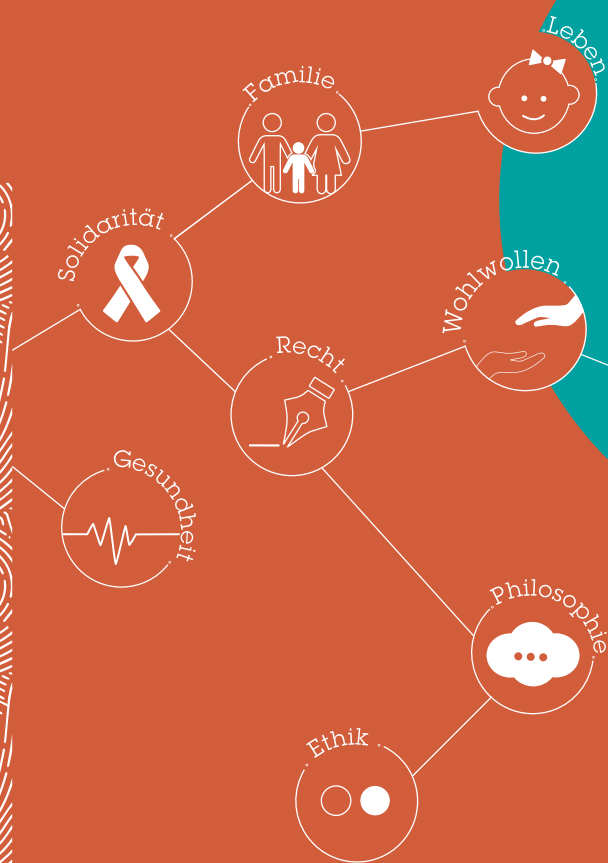 Leben
Familie
Solidarität
Wohlwollen
Recht
Gesundheit
Philosophie
Ethik